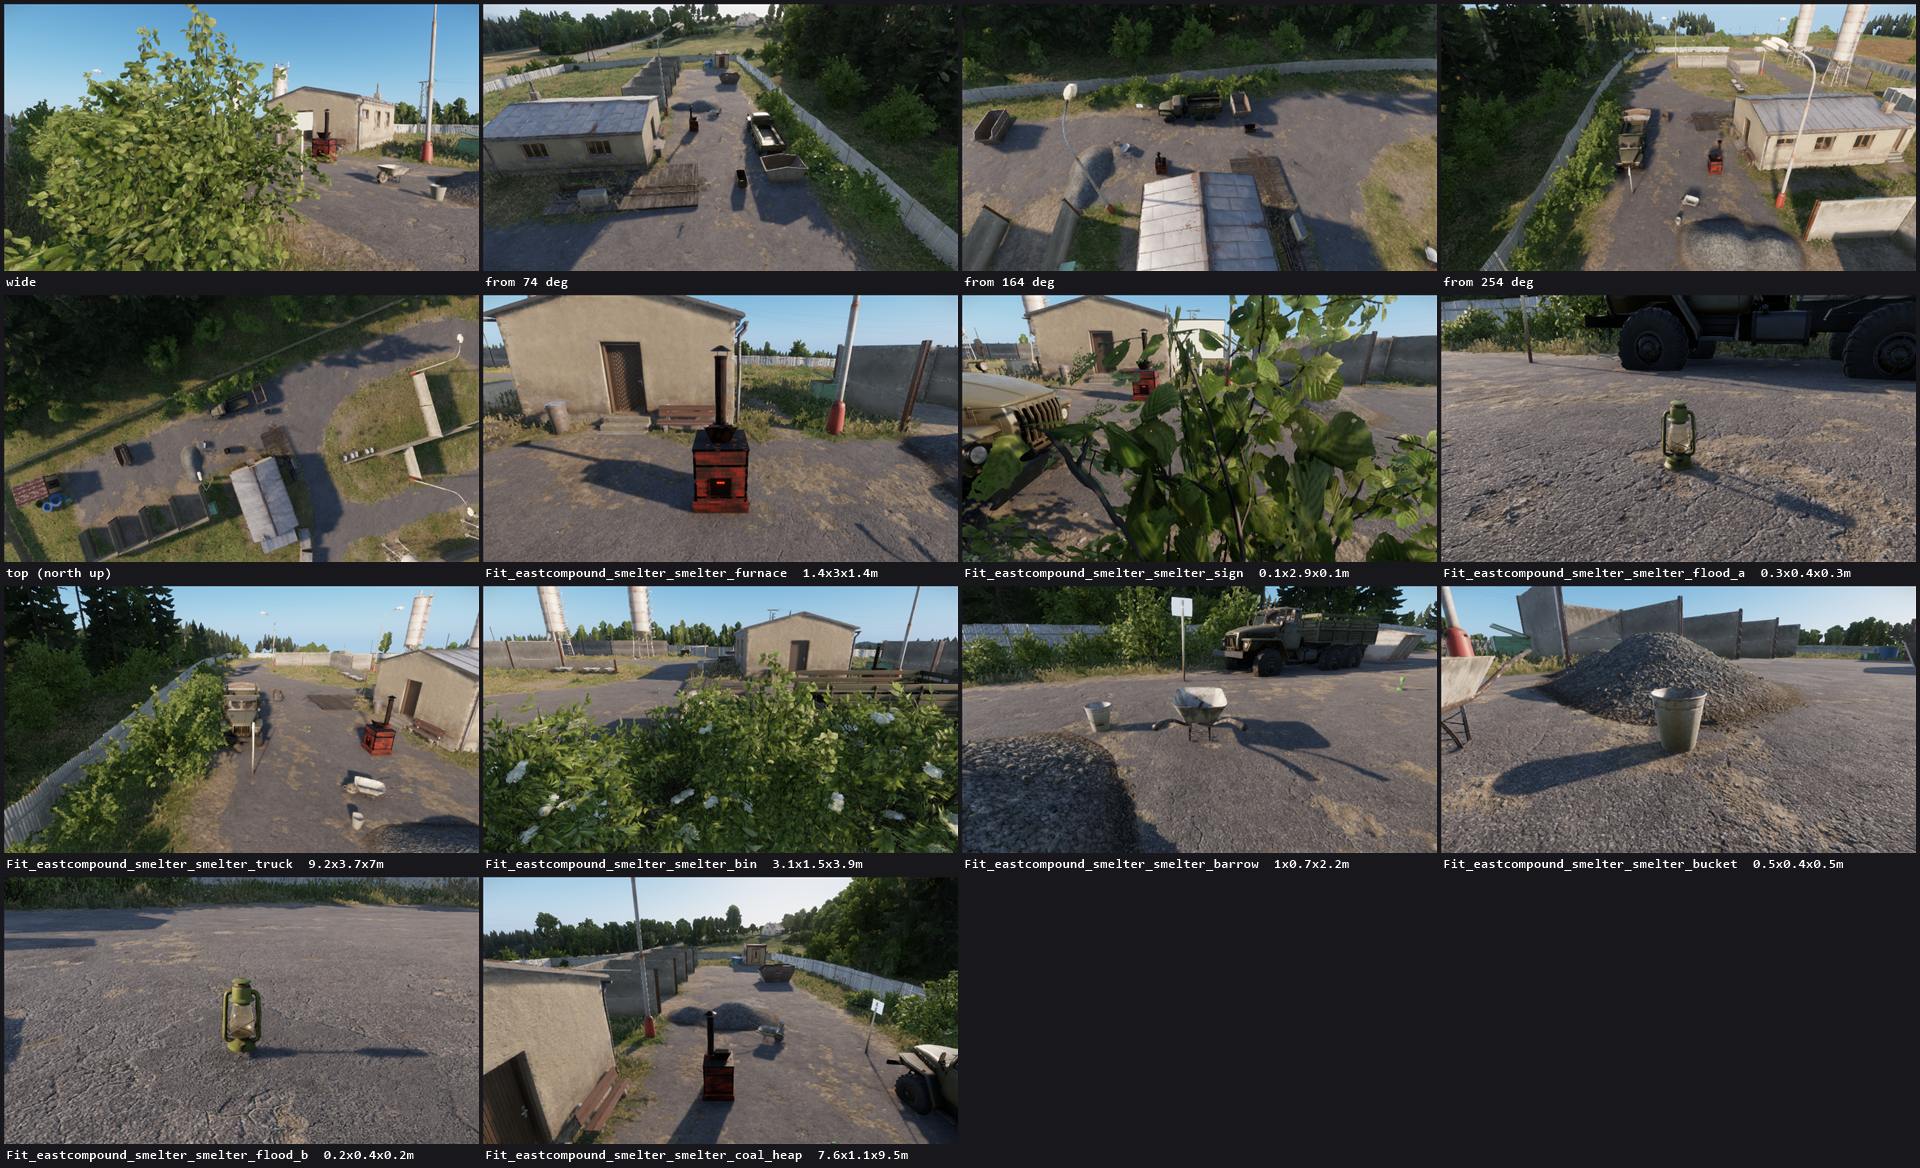 wide
from 74 deg
from 164 deg
from 254 deg
top (north up)
Fit_eastcompound_smelter_smelter_furnace 1.4x3x1.4m
Fit_eastcompound_smelter_smelter_sign 0.1x2.9x0.1m
Fit_eastcompound_smelter_smelter_flood_a 0.3x0.4x0.3m
Fit_eastcompound_smelter_smelter_truck 9.2x3.7x7m
Fit_eastcompound_smelter_smelter_bin 3.1x1.5x3.9m
Fit_eastcompound_smelter_smelter_barrow 1x0.7x2.2m
Fit_eastcompound_smelter_smelter_bucket 0.5x0.4x0.5m
Fit_eastcompound_smelter_smelter_flood_b 0.2x0.4x0.2m
Fit_eastcompound_smelter_smelter_coal_heap 7.6x1.1x9.5m